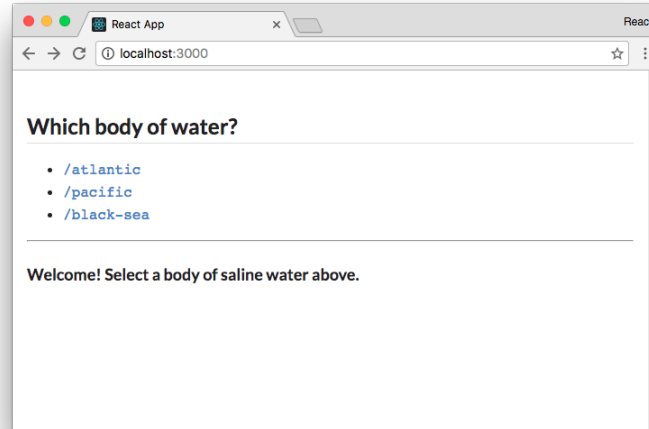 React App
Reac
localhost:3000
Which body of water?
/atlantic
/pacific
/black-sea
Welcome! Select a body of saline water above.